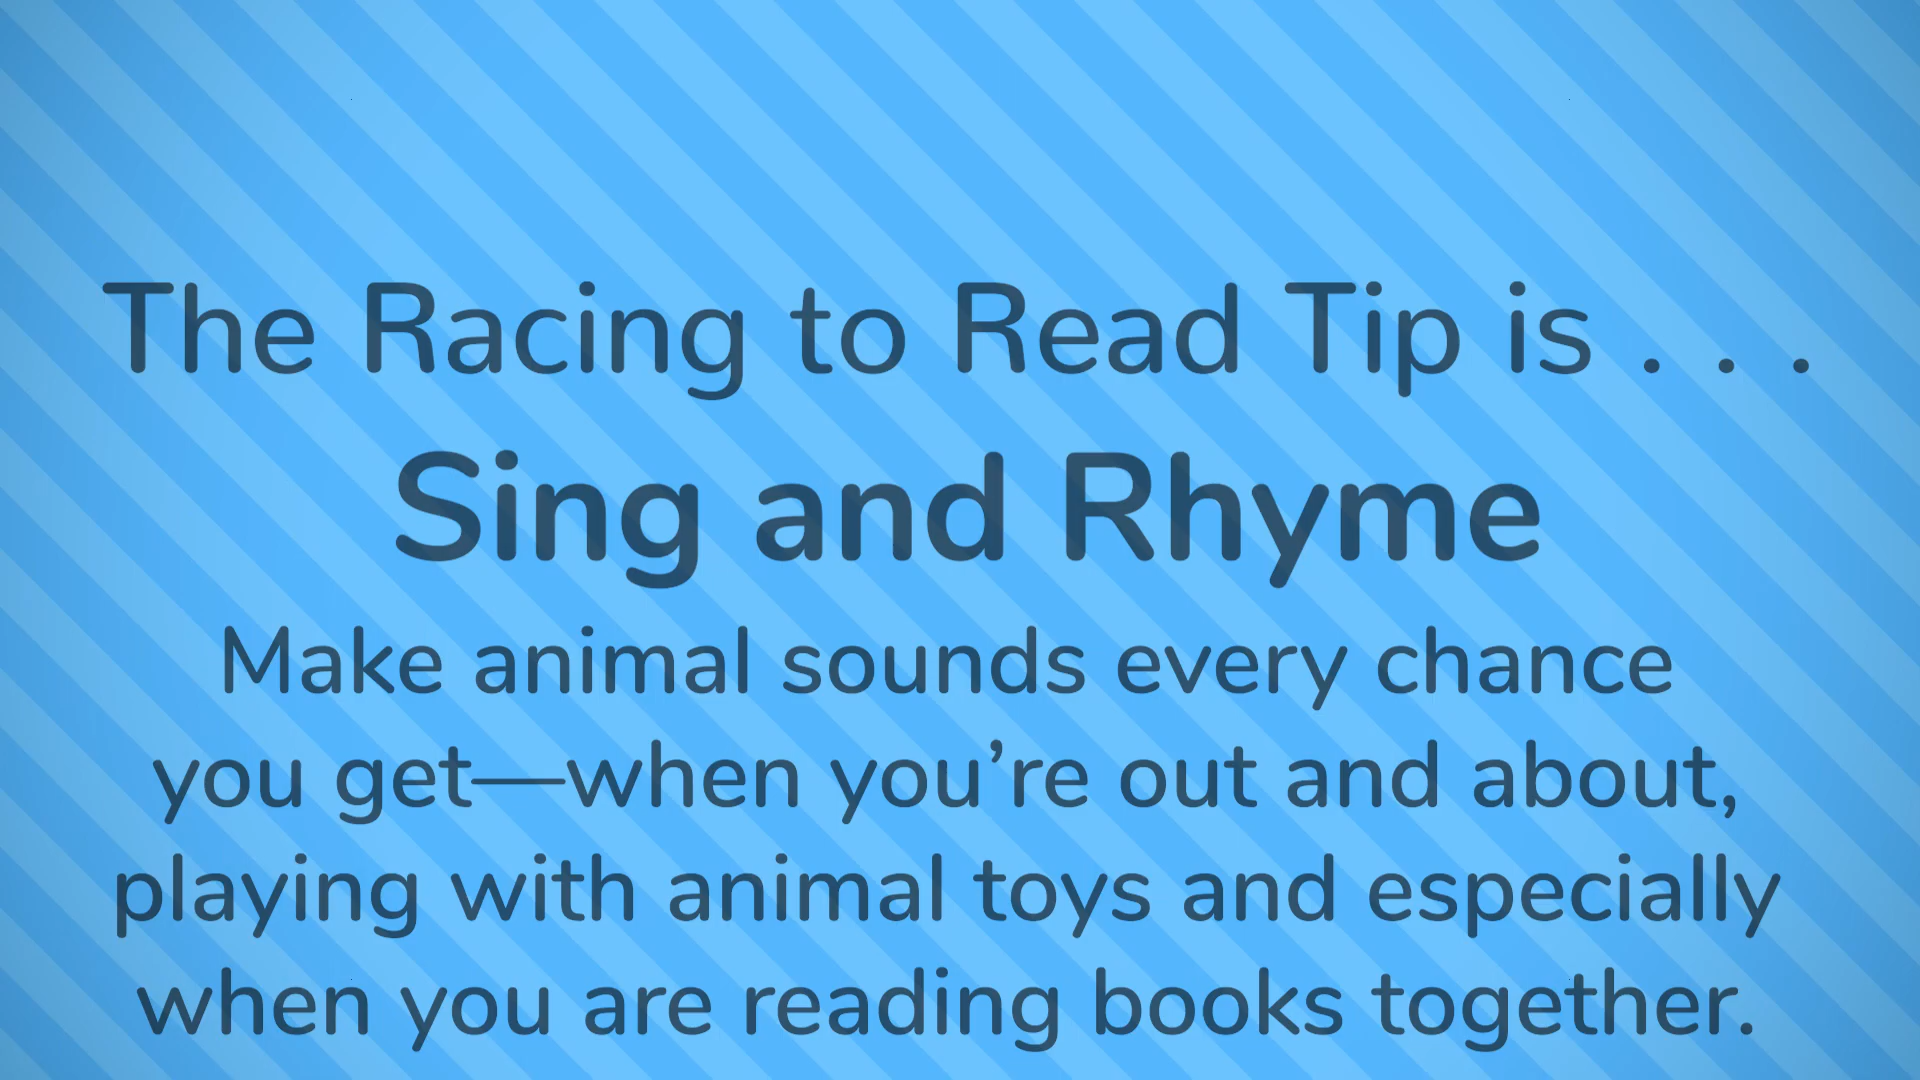 The Racing to Read Tip is . . .
Sing and Rhyme
Make animal sounds every chance
you get—when you’re out and about,
playing with animal toys and especially
when you are reading books together.